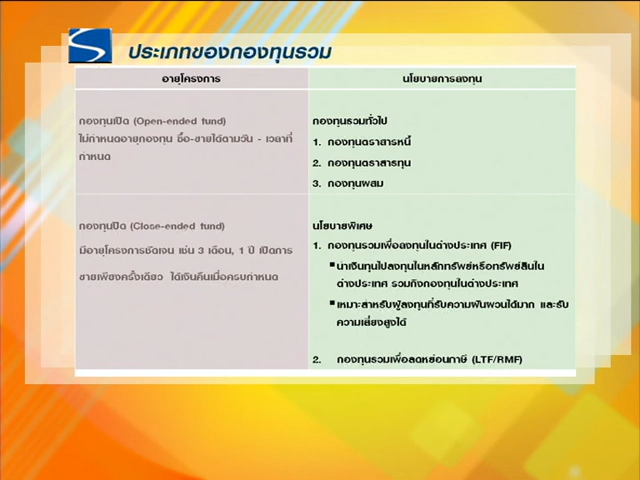 ประเภทของกองทุนรวม
อายุโครงการ
นโยบายการลงทุน
กองทุนเปิด (Open-ended fund)
ไม่กำหนดอายุกองทุน ซื้อ-ขายได้ตามวัน - เวลาที่
กำหนด
กองทุนรวมทั่วไป
1. กองทุนตราสารหนี้
2. กองทุนตราสารทุน
3. กองทุนผสม
กองทุนปิด (Close-ended fund)
มีอายุโครงการชัดเจน เช่น 3 เดือน, 1 ปี เปิดการ
ขายเพียงครั้งเดียว ได้เงินคืนเมื่อครบกำหนด
นโยบายพิเศษ
1. กองทุนรวมเพื่อลงทุนในต่างประเทศ (FIF)
▪ นำเงินทุนไปลงทุนในหลักทรัพย์หรือทรัพย์สินใน
ต่างประเทศ รวมถึงกองทุนในต่างประเทศ
▪ เหมาะสำหรับผู้ลงทุนที่รับความผันผวนได้มาก และรับ
ความเสี่ยงสูงได้
2. กองทุนรวมเพื่อลดหย่อนภาษี (LTF/RMF)